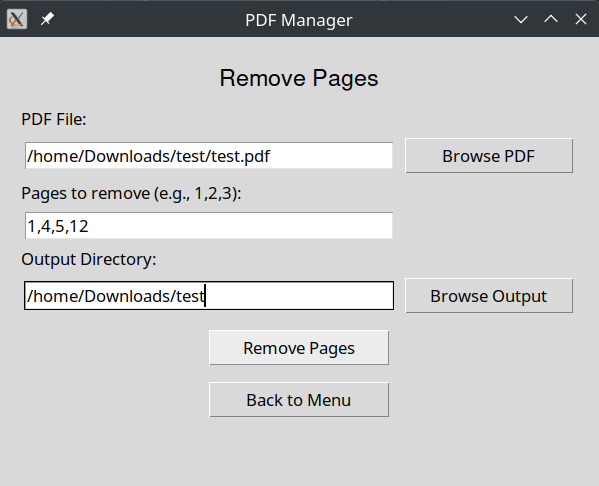 PDF Manager
Remove Pages
PDF File:
/home/Downloads/test/test.pdf
Browse PDF
Pages to remove (e.g., 1,2,3):
1,4,5,12
Output Directory:
/home/Downloads/test
Browse Output
Remove Pages
Back to Menu